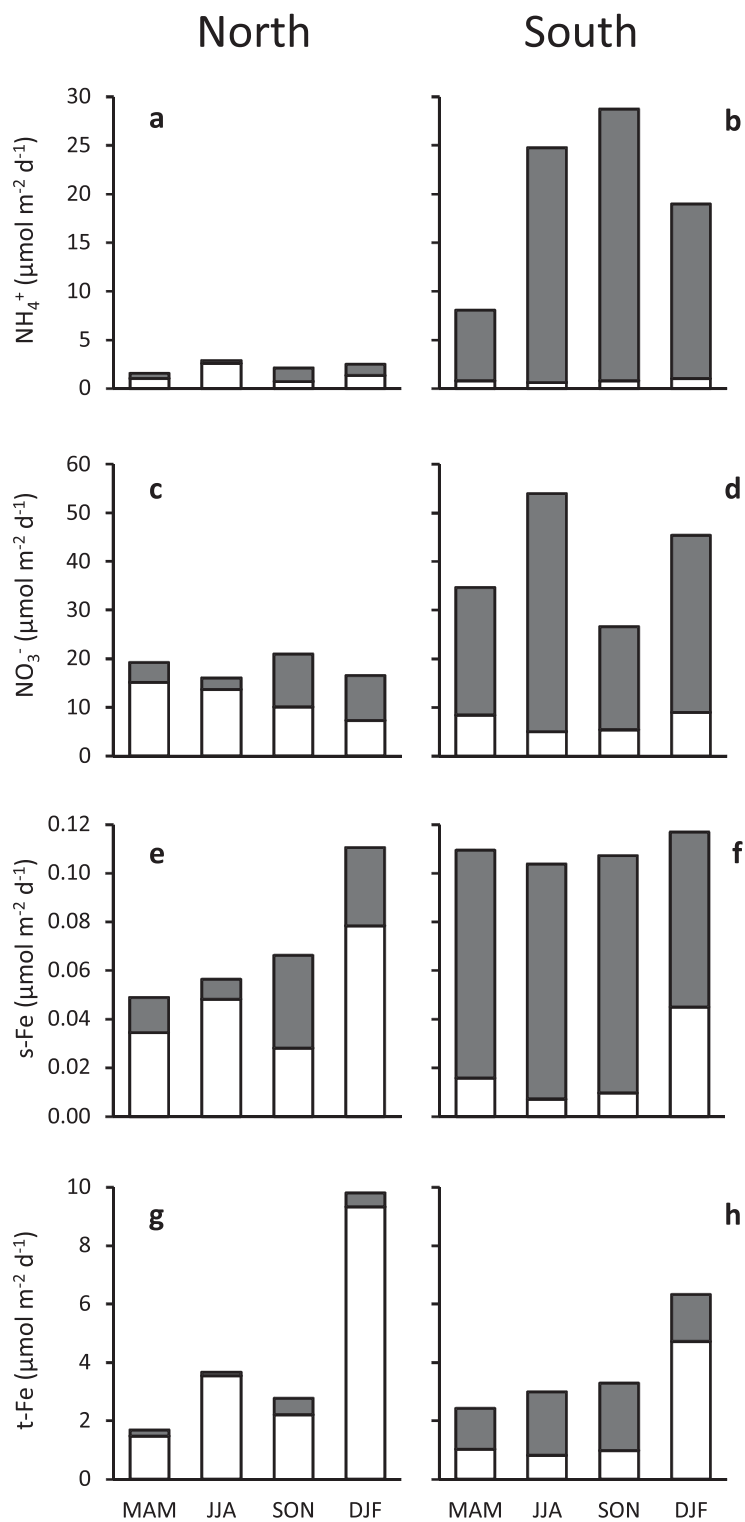 North South
a b
NH₄⁺ (µmol m⁻² d⁻¹)
30
25
20
15
10
5
0
c d
NO₃⁻ (µmol m⁻² d⁻¹)
60
50
40
30
20
10
0
e f
s-Fe (µmol m⁻² d⁻¹)
0.12
0.10
0.08
0.06
0.04
0.02
0.00
g h
t-Fe (µmol m⁻² d⁻¹)
10
8
6
4
2
0
MAM JJA SON DJF MAM JJA SON DJF